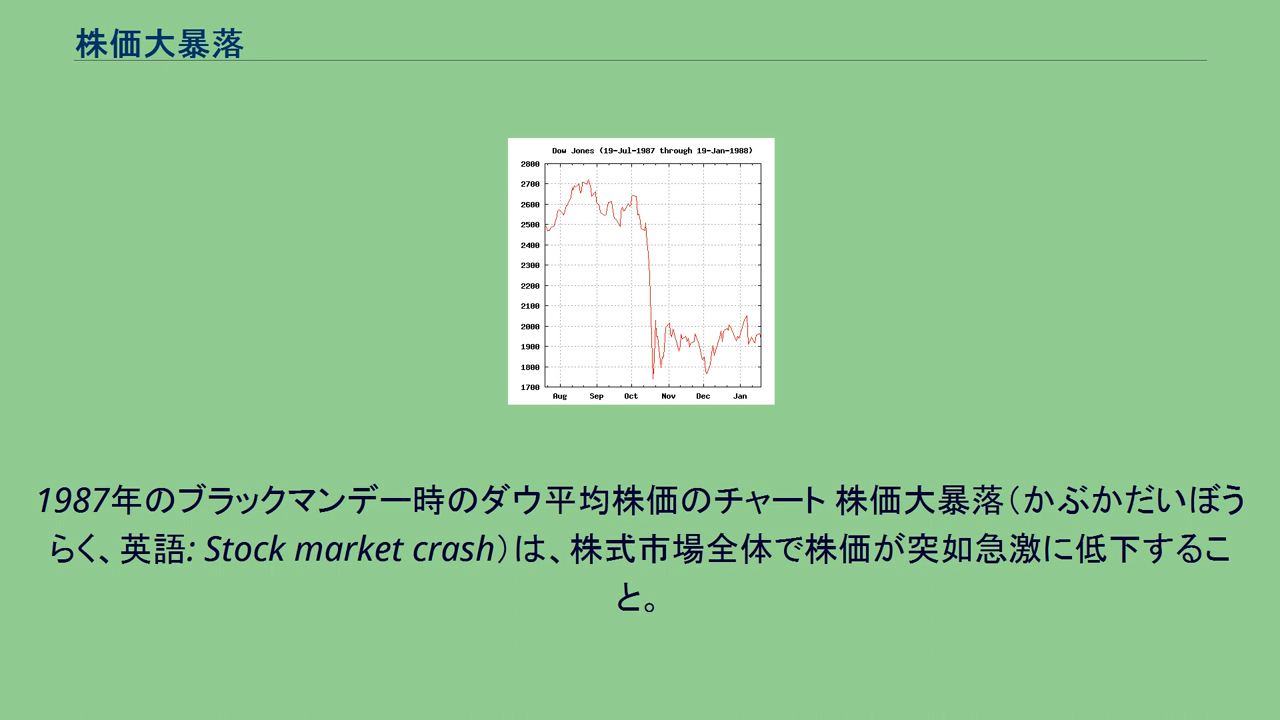 株価大暴落
Dow Jones (19-Jul-1987 through 19-Jan-1988)
2800
2700
2600
2500
2400
2300
2200
2100
2000
1900
1800
1700
Aug Sep Oct Nov Dec Jan
1987年のブラックマンデー時のダウ平均株価のチャート 株価大暴落（かぶかだいぼう
らく、英語: Stock market crash）は、株式市場全体で株価が突如急激に低下するこ
と。